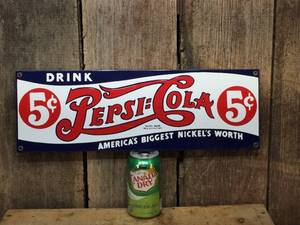 DRINK
5¢ PEPSI=COLA 5¢
AMERICA'S BIGGEST NICKEL'S WORTH
CANADA
DRY